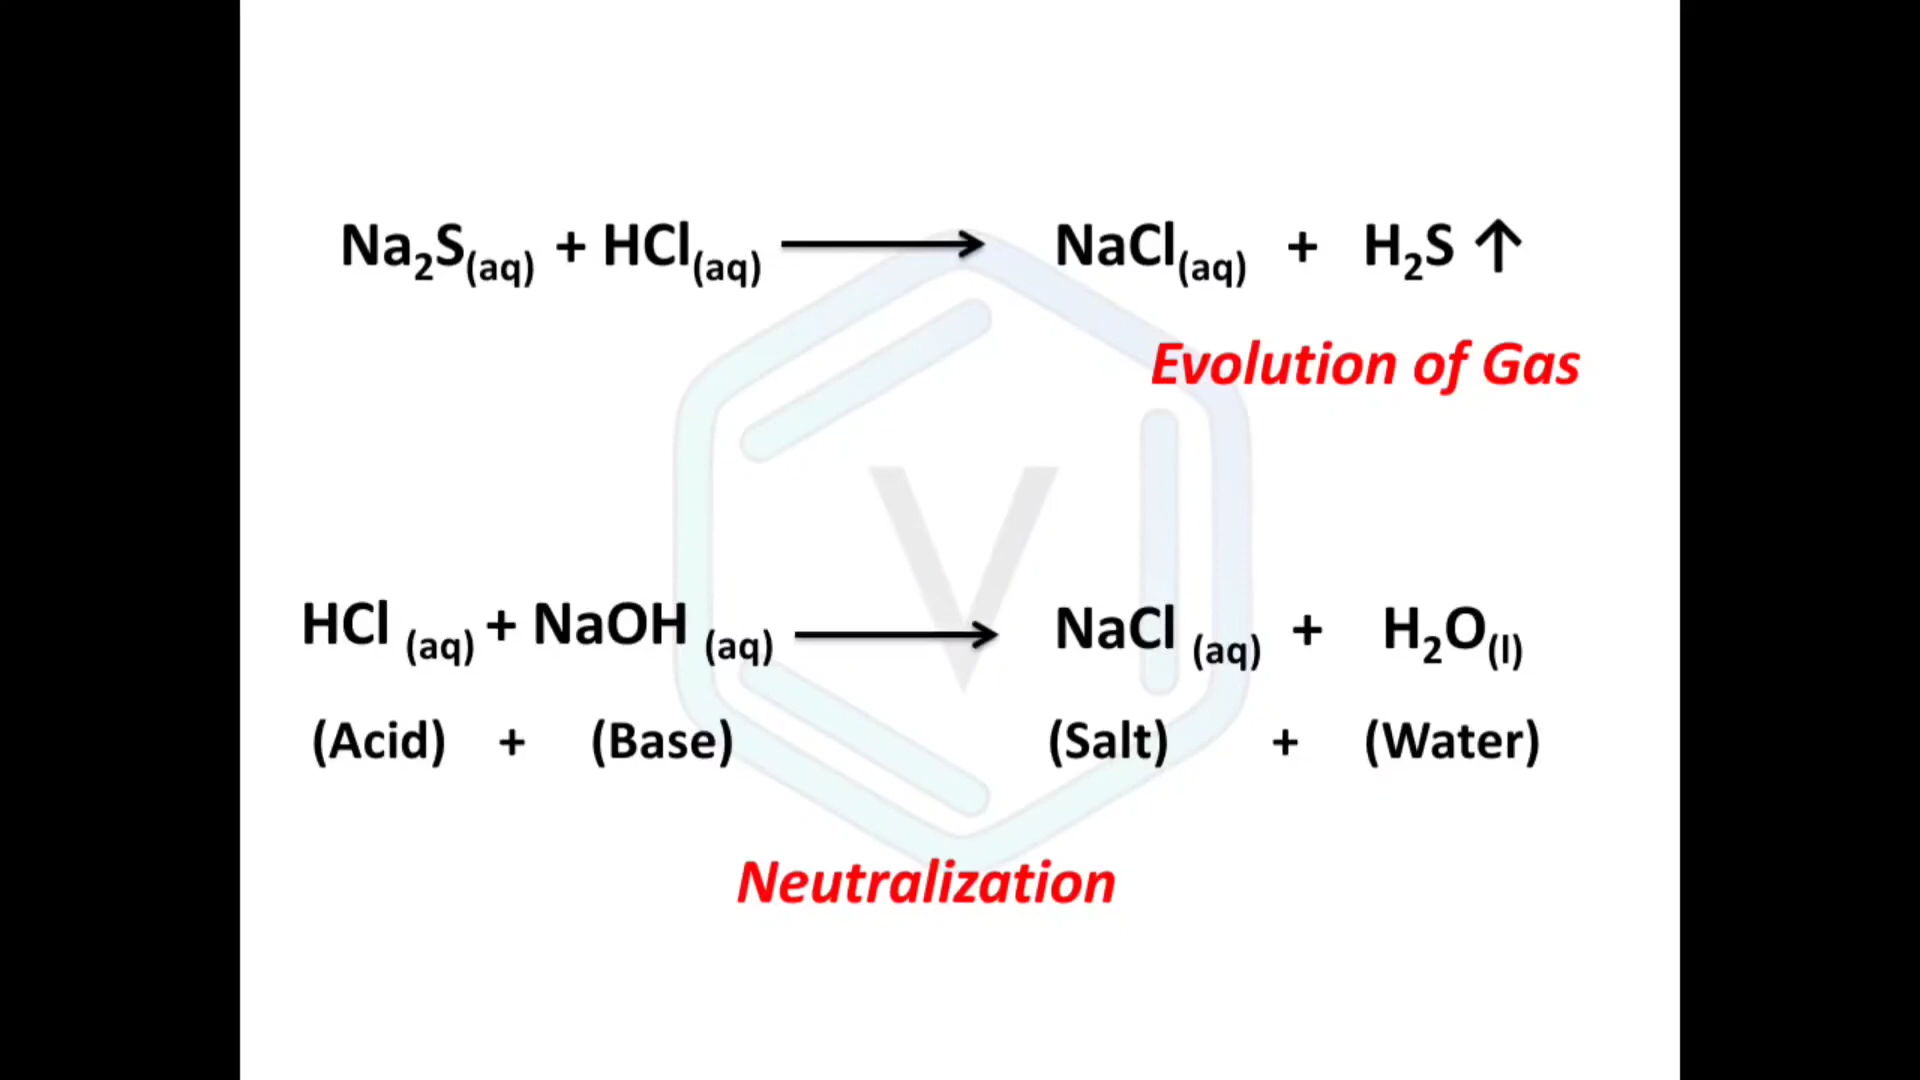 Na₂S(aq) + HCl(aq) ⟶ NaCl(aq) + H₂S ↑
Evolution of Gas
V
HCl (aq) + NaOH (aq) ⟶ NaCl (aq) + H₂O(l)
(Acid) + (Base) (Salt) + (Water)
Neutralization